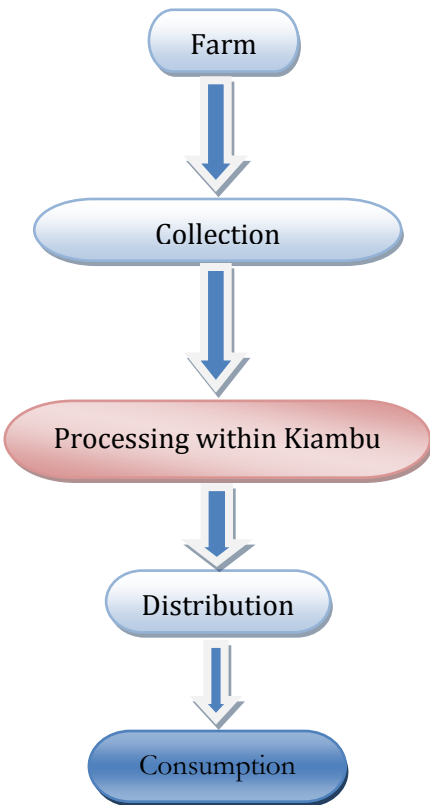 Farm
Collection
Processing within Kiambu
Distribution
Consumption